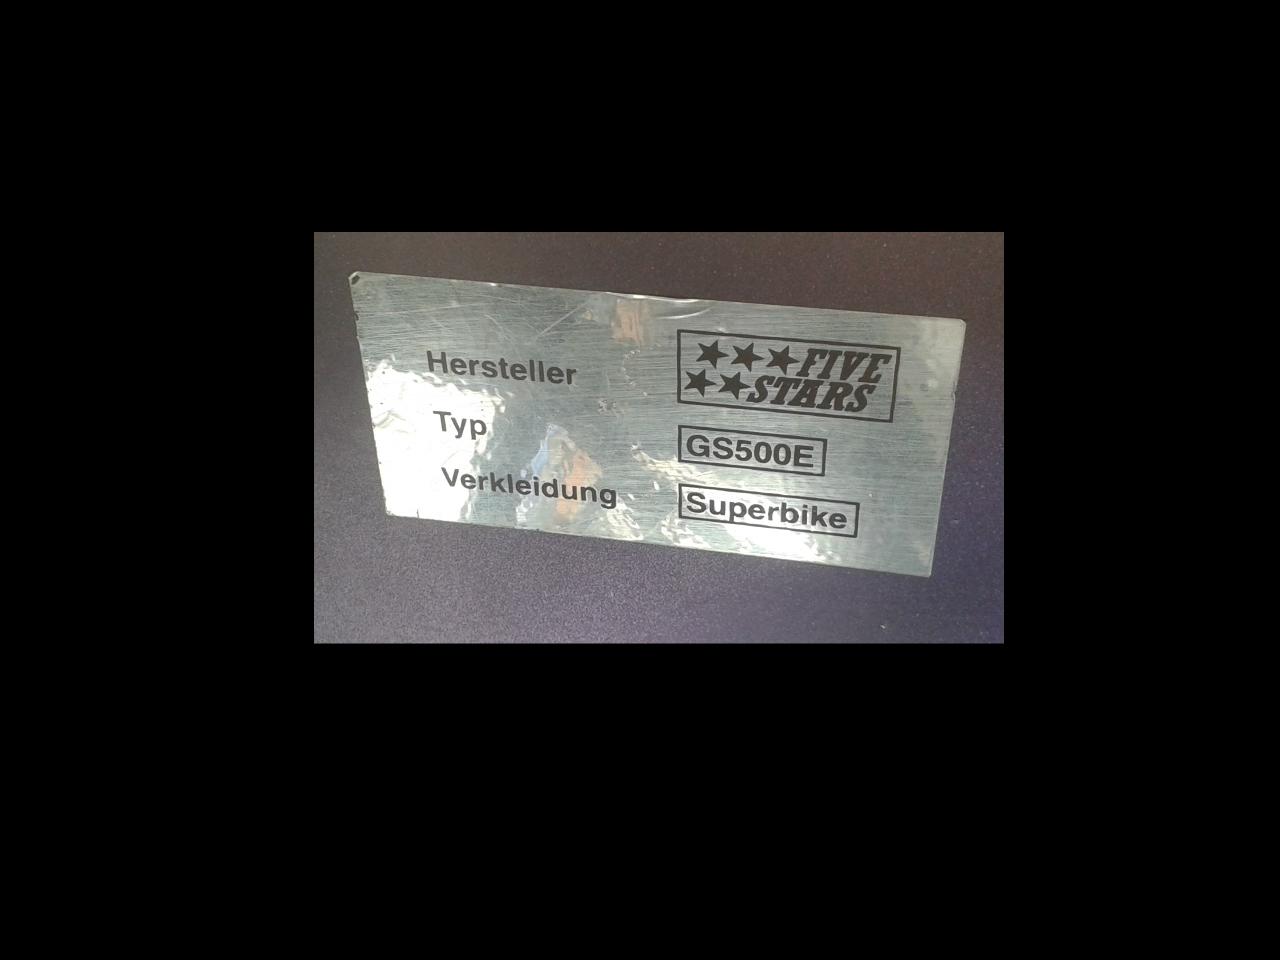 Hersteller FIVE STARS
Typ GS500E
Verkleidung Superbike